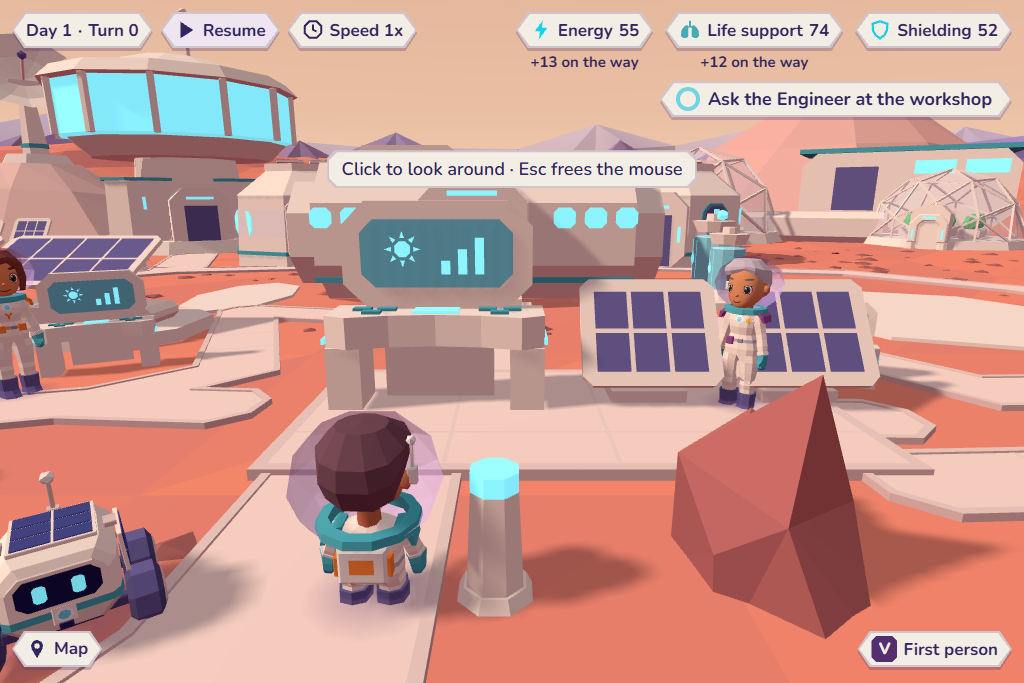 Day 1 · Turn 0
Resume
Speed 1x
Energy 55
Life support 74
Shielding 52
+13 on the way
+12 on the way
Ask the Engineer at the workshop
Click to look around · Esc frees the mouse
Map
V First person